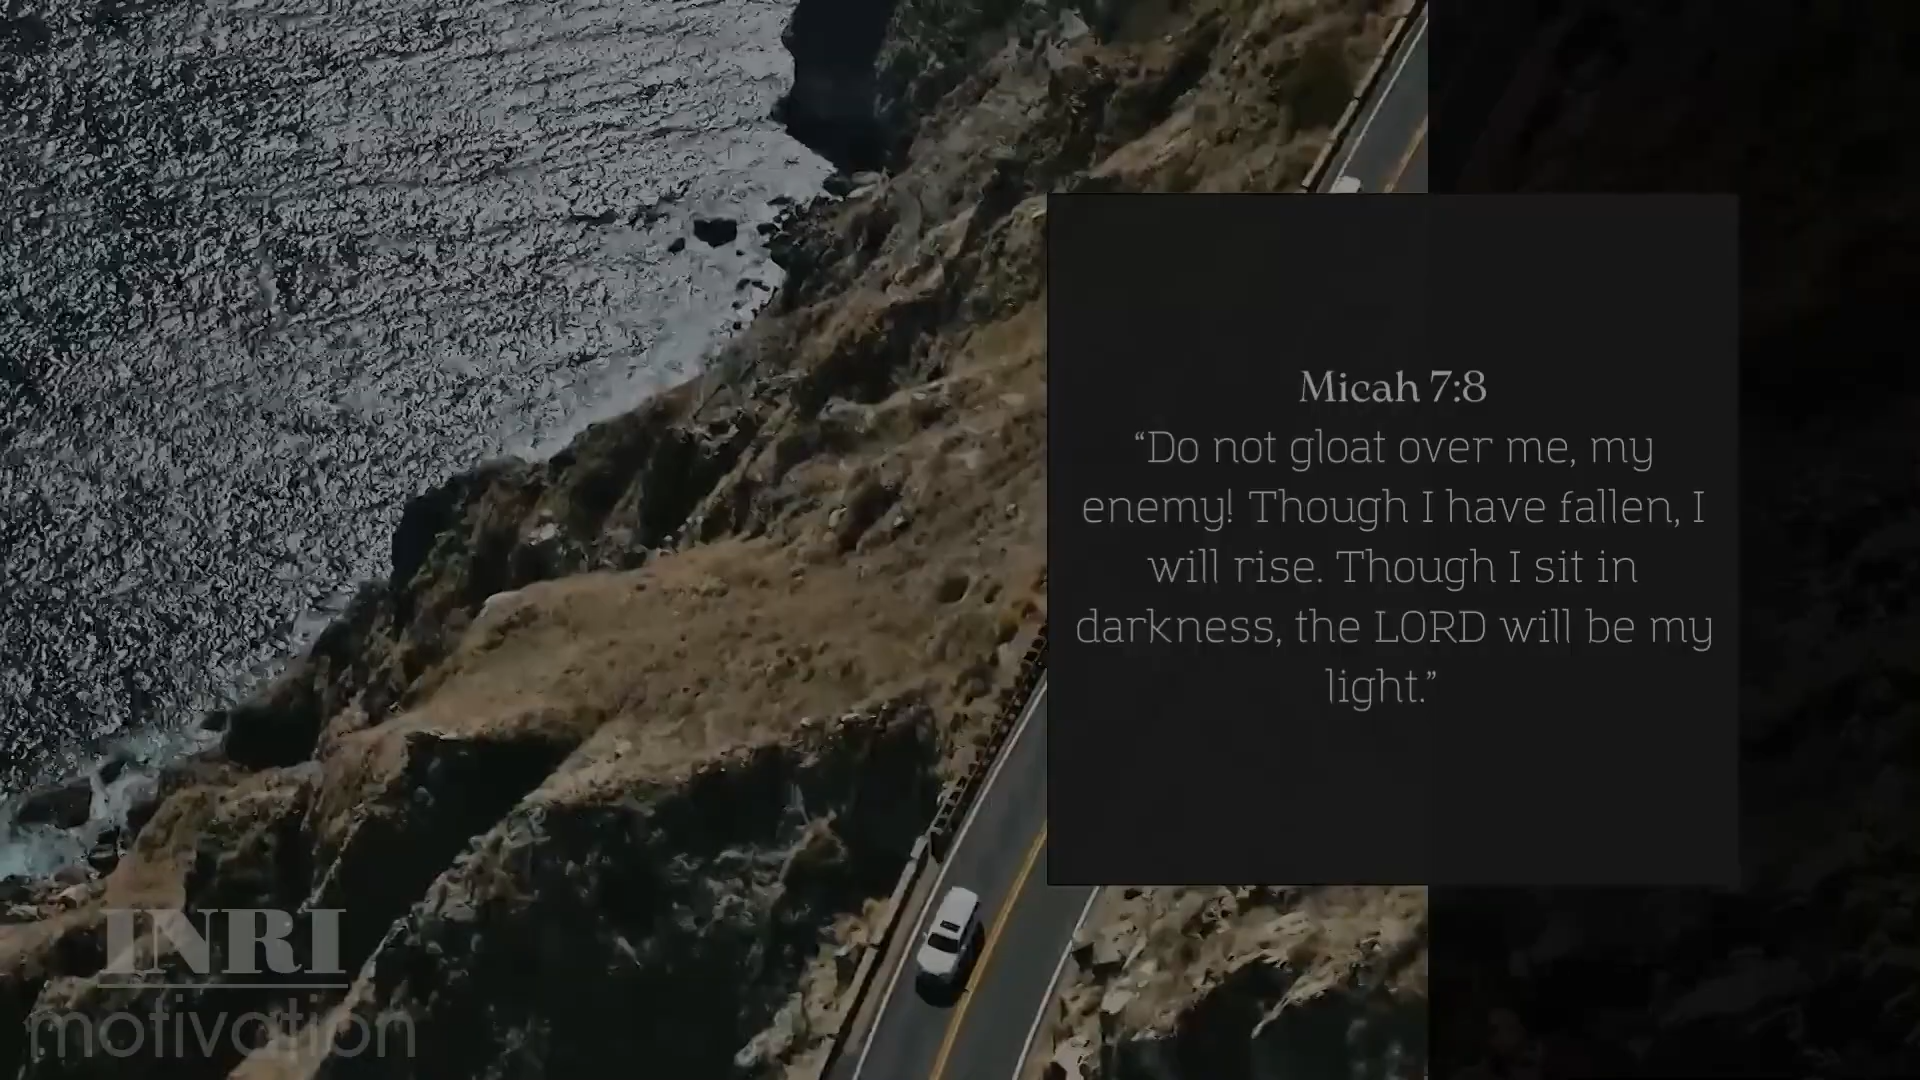 Micah 7:8
“Do not gloat over me, my
enemy! Though I have fallen, I
will rise. Though I sit in
darkness, the LORD will be my
light.”
INRI
motivation